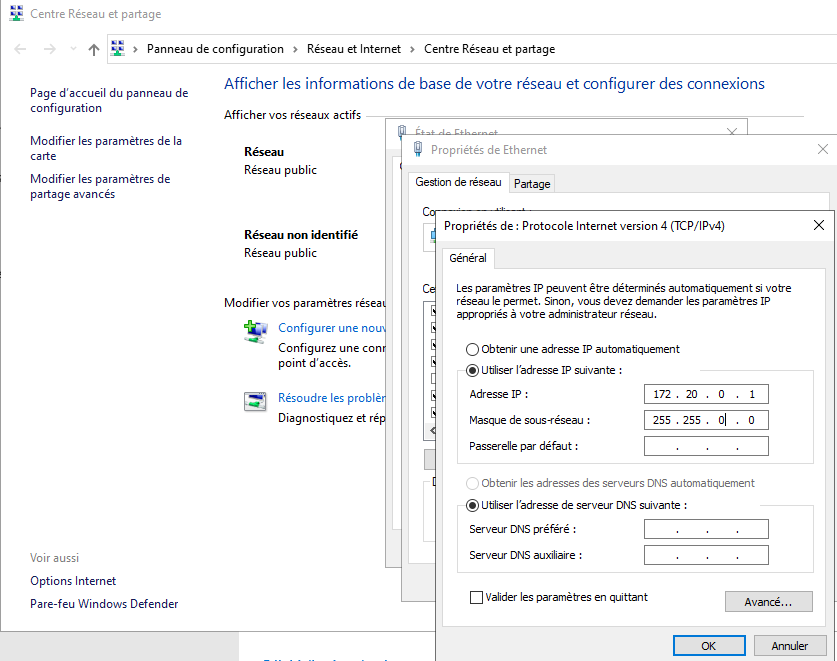 Centre Réseau et partage
Panneau de configuration > Réseau et Internet > Centre Réseau et partage
Page d'accueil du panneau de
configuration
Modifier les paramètres de la
carte
Modifier les paramètres de
partage avancés
Voir aussi
Options Internet
Pare-feu Windows Defender
Afficher les informations de base de votre réseau et configurer des connexions
Afficher vos réseaux actifs
Réseau
Réseau public
Réseau non identifié
Réseau public
Modifier vos paramètres réseau
Configurer une nouv
Configurez une conn
point d'accès.
Résoudre les problèm
Diagnostiquez et rép
État de Ethernet
Propriétés de Ethernet
Gestion de réseau
Partage
Propriétés de : Protocole Internet version 4 (TCP/IPv4)
Général
Les paramètres IP peuvent être déterminés automatiquement si votre
réseau le permet. Sinon, vous devez demander les paramètres IP
appropriés à votre administrateur réseau.
Obtenir une adresse IP automatiquement
Utiliser l'adresse IP suivante :
Adresse IP : 172 . 20 . 0 . 1
Masque de sous-réseau : 255 . 255 . 0 . 0
Passerelle par défaut : . . .
Obtenir les adresses des serveurs DNS automatiquement
Utiliser l'adresse de serveur DNS suivante :
Serveur DNS préféré : . . .
Serveur DNS auxiliaire : . . .
Valider les paramètres en quittant
Avancé...
OK
Annuler